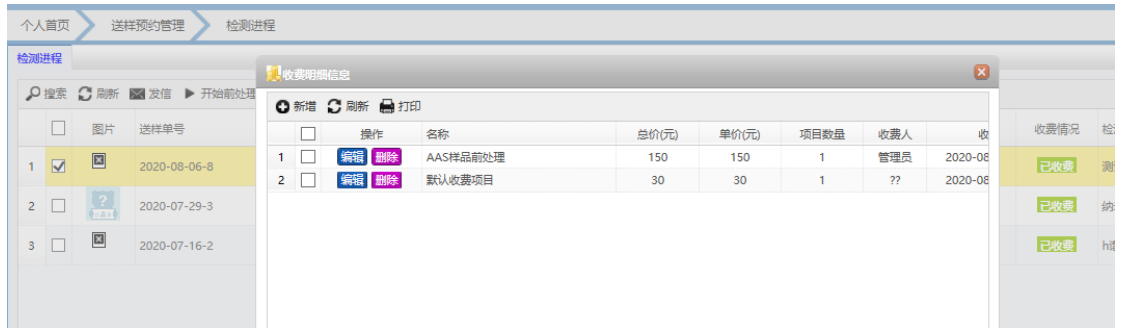 个人首页 送样预约管理 检测进程
检测进程
收费明细信息
搜索 刷新 发信 开始前处理
新增 刷新 打印
图片 送样单号 收费情况
操作 名称 总价(元) 单价(元) 项目数量 收费人 收
1 编辑 删除 AAS样品前处理 150 150 1 管理员 2020-08
2 编辑 删除 默认收费项目 30 30 1 ?? 2020-08
1 2020-08-06-8 已收费
2 2020-07-29-3 已收费
3 2020-07-16-2 已收费